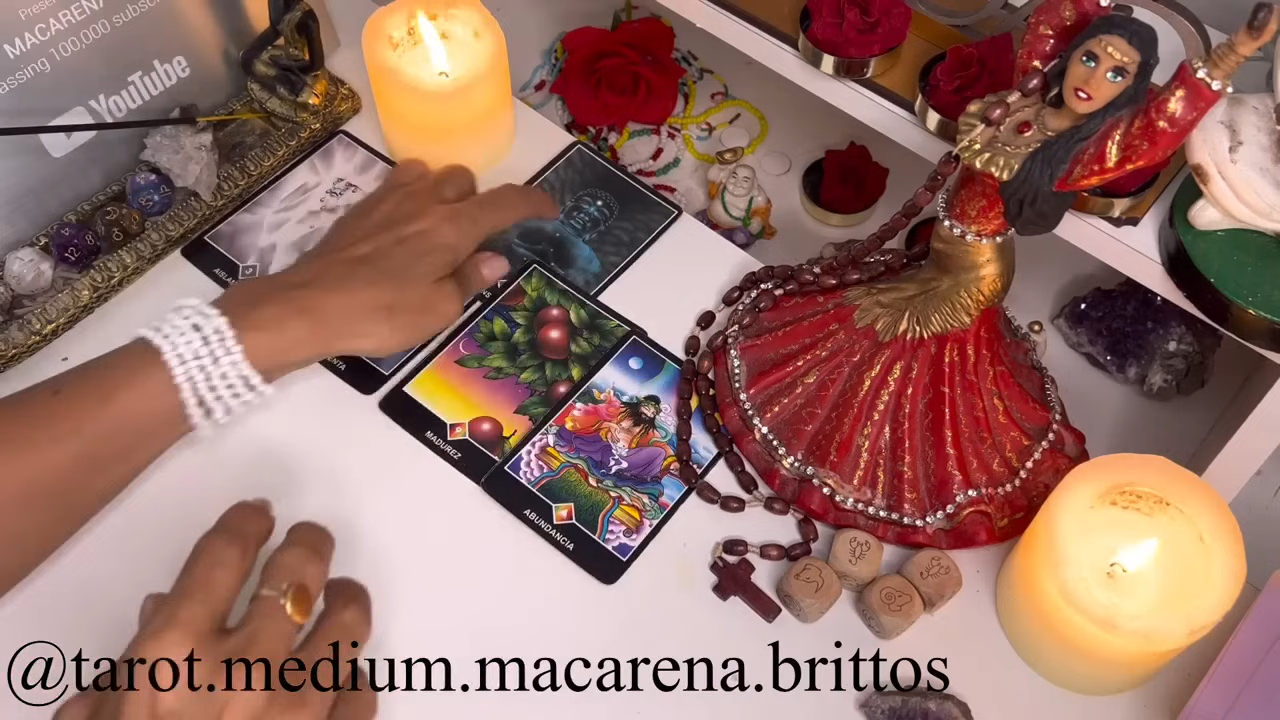 MACARENA
assing 100,000 subsc
YouTube
MADUREZ
ABUNDANCIA
@tarot.medium.macarena.brittos